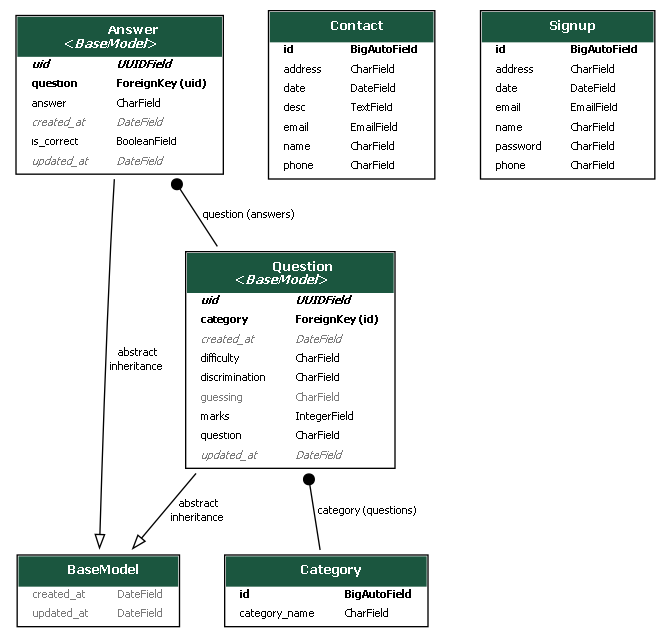 Answer
<BaseModel>
uid UUIDField
question ForeignKey (uid)
answer CharField
created_at DateField
is_correct BooleanField
updated_at DateField
Contact
id BigAutoField
address CharField
date DateField
desc TextField
email EmailField
name CharField
phone CharField
Signup
id BigAutoField
address CharField
date DateField
email EmailField
name CharField
password CharField
phone CharField
question (answers)
Question
<BaseModel>
uid UUIDField
category ForeignKey (id)
created_at DateField
difficulty CharField
discrimination CharField
guessing CharField
marks IntegerField
question CharField
updated_at DateField
abstract
inheritance
abstract
inheritance
category (questions)
BaseModel
created_at DateField
updated_at DateField
Category
id BigAutoField
category_name CharField